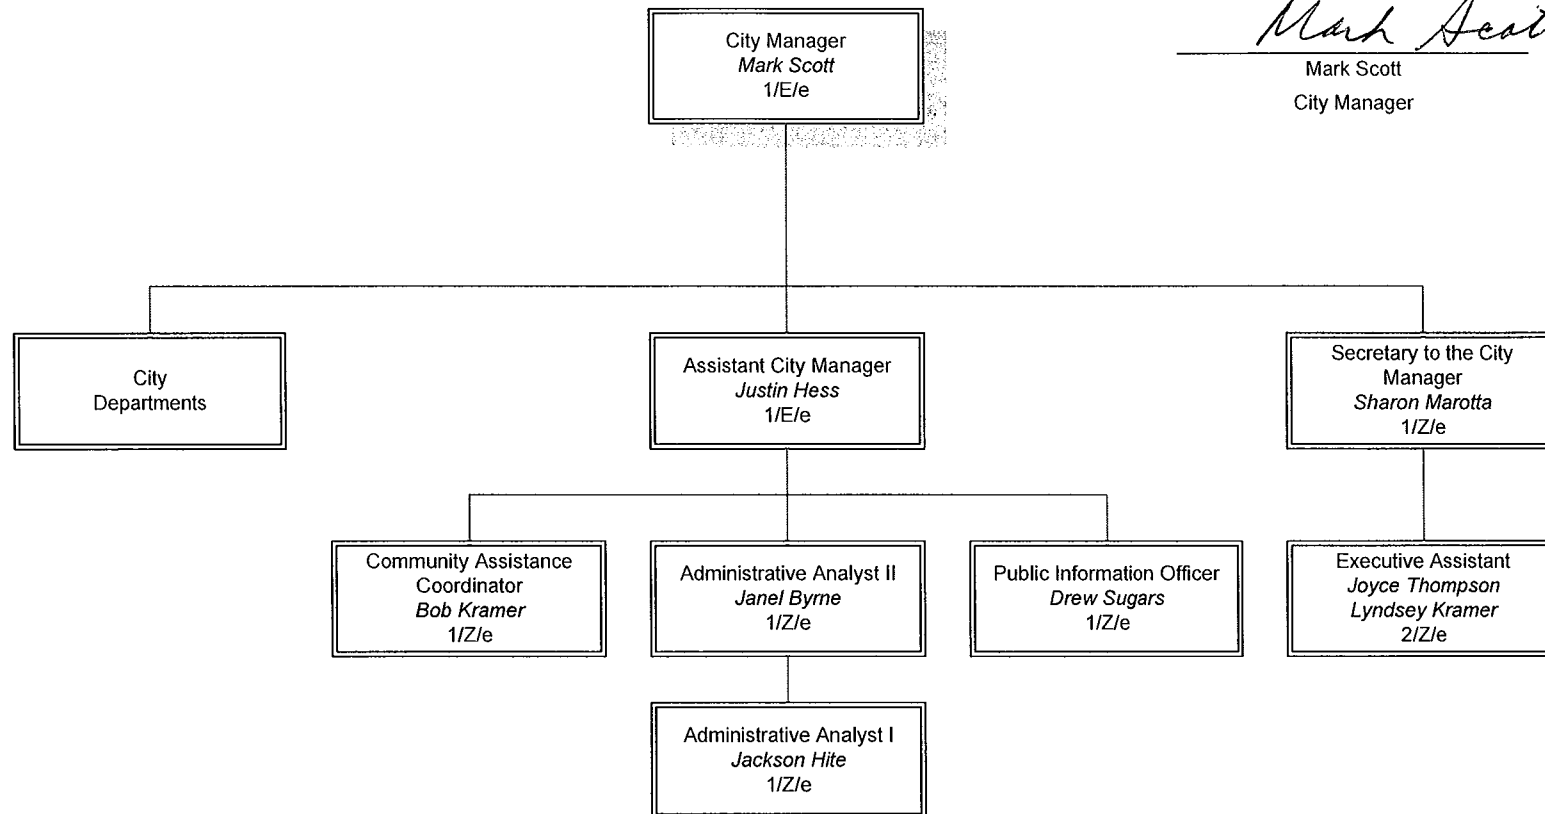 City Manager
Mark Scott
1/E/e
Mark Scott
Mark Scott
City Manager
City
Departments
Assistant City Manager
Justin Hess
1/E/e
Secretary to the City
Manager
Sharon Marotta
1/Z/e
Community Assistance
Coordinator
Bob Kramer
1/Z/e
Administrative Analyst II
Janel Byrne
1/Z/e
Public Information Officer
Drew Sugars
1/Z/e
Executive Assistant
Joyce Thompson
Lyndsey Kramer
2/Z/e
Administrative Analyst I
Jackson Hite
1/Z/e